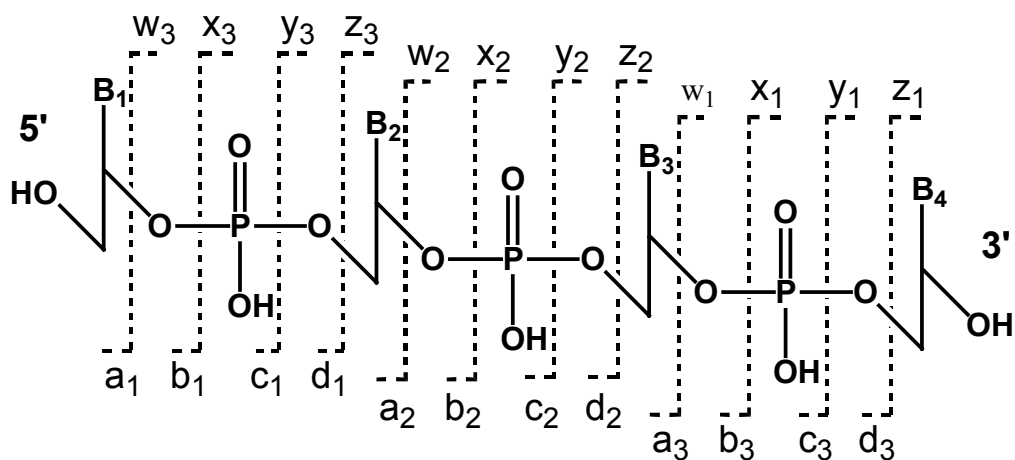 w₃ x₃ y₃ z₃
w₂ x₂ y₂ z₂
w₁ x₁ y₁ z₁
5' B₁ B₂ B₃ B₄ 3'
HO O O P OH O
O O P OH O
O O P OH O OH
a₁ b₁ c₁ d₁
a₂ b₂ c₂ d₂
a₃ b₃ c₃ d₃